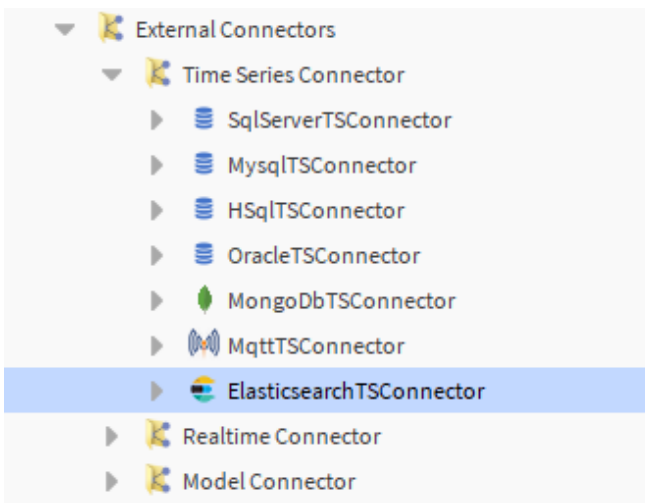 External Connectors
Time Series Connector
SqlServerTSConnector
MysqlTSConnector
HSqlTSConnector
OracleTSConnector
MongoDbTSConnector
MqttTSConnector
ElasticsearchTSConnector
Realtime Connector
Model Connector